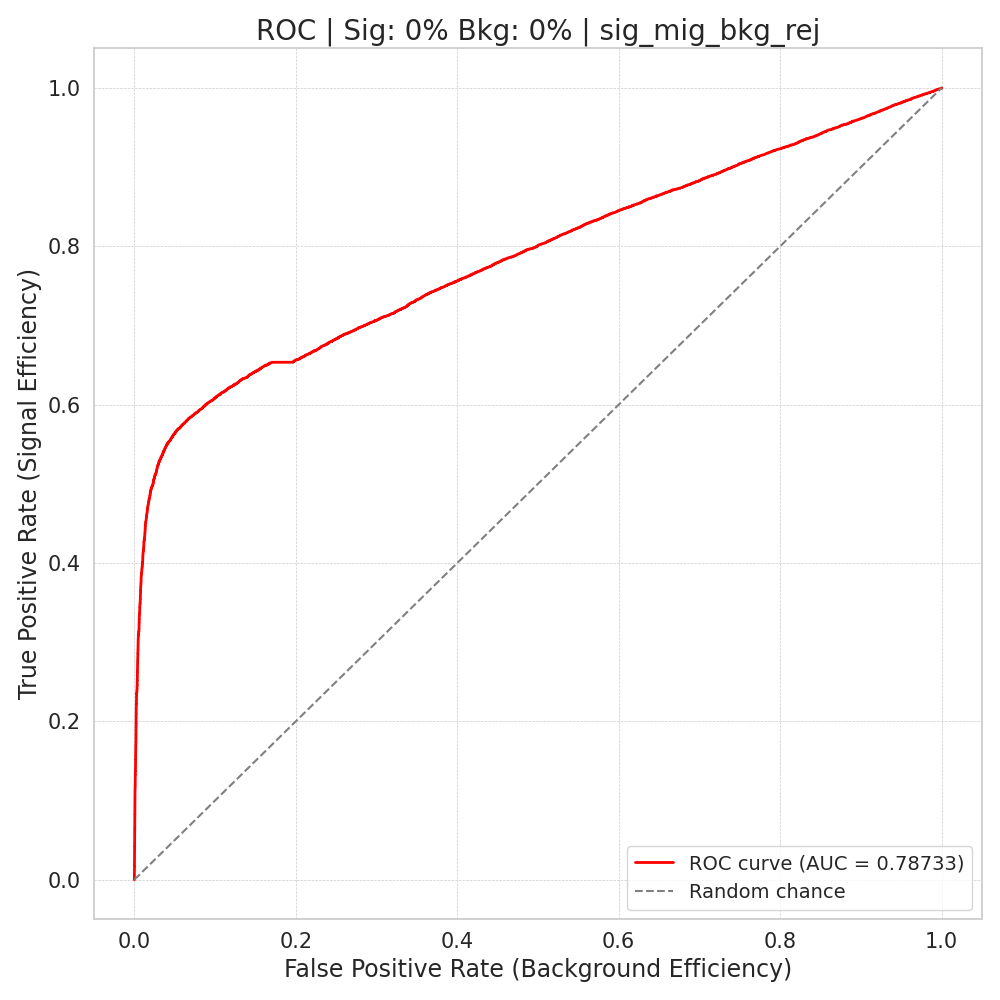 ROC | Sig: 0% Bkg: 0% | sig_mig_bkg_rej
True Positive Rate (Signal Efficiency)
1.0
0.8
0.6
0.4
0.2
0.0
ROC curve (AUC = 0.78733)
Random chance
0.0 0.2 0.4 0.6 0.8 1.0
False Positive Rate (Background Efficiency)